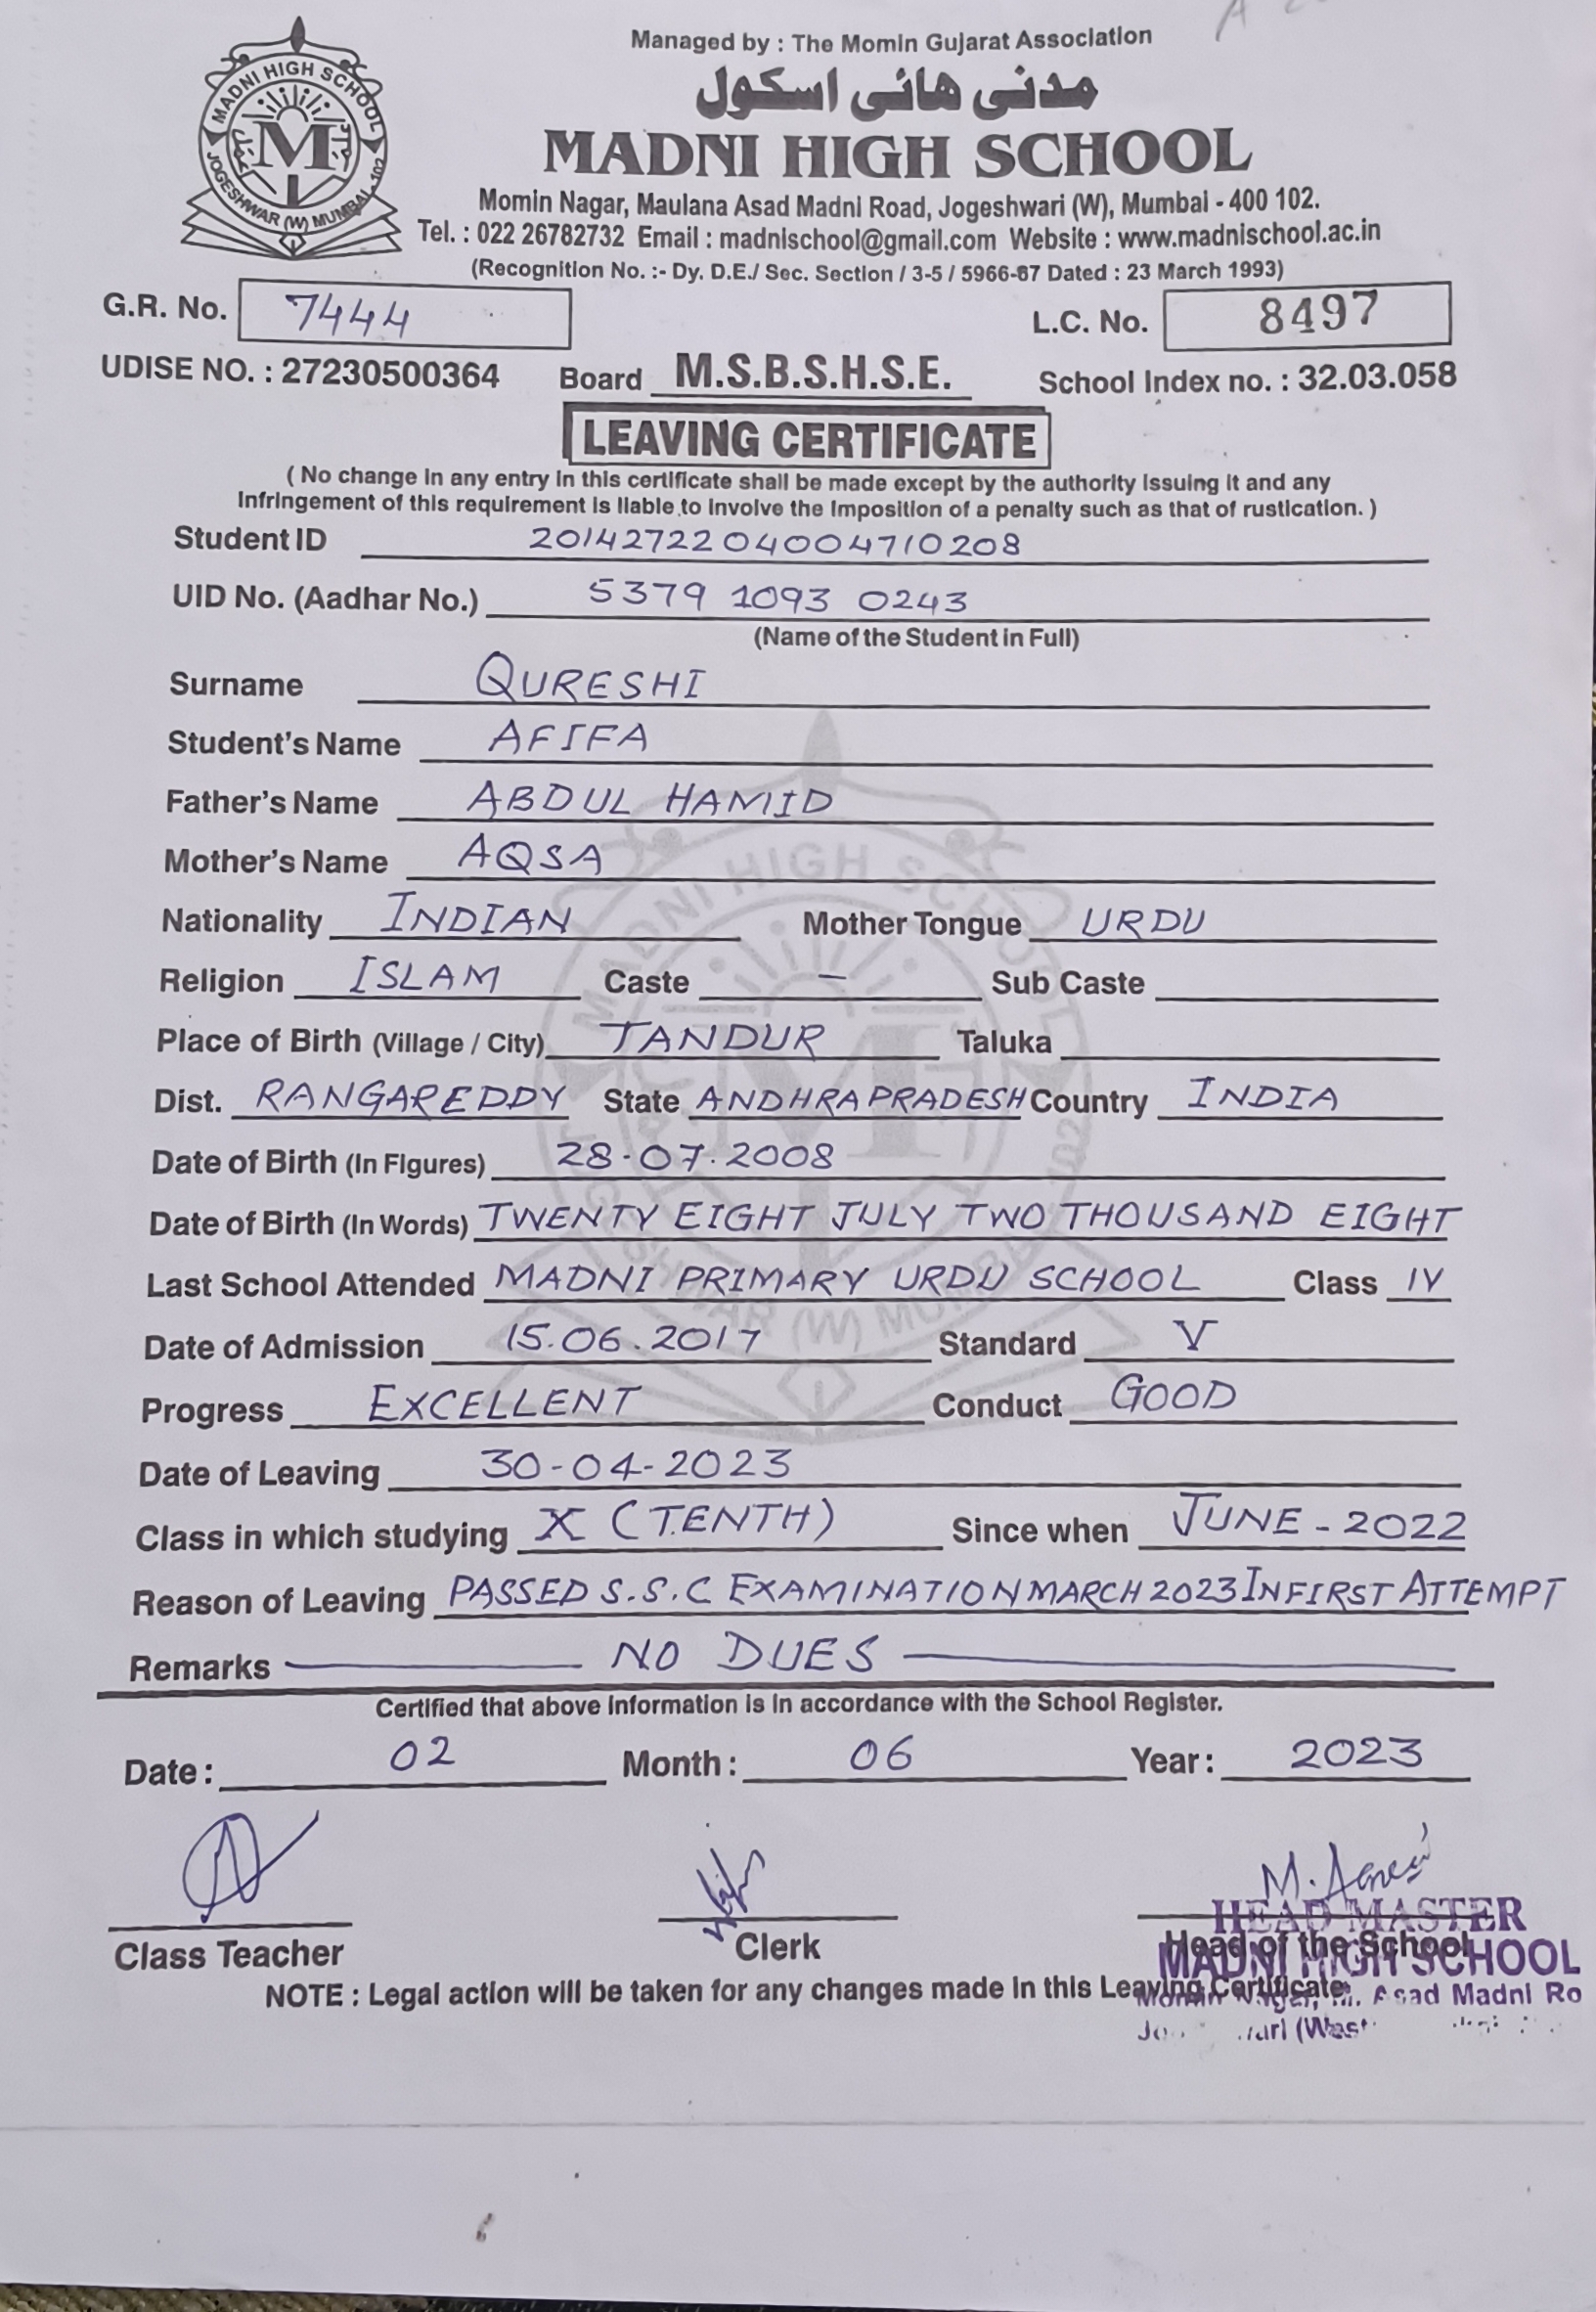 Managed by : The Momin Gujarat Association
مدنی هائی اسکول
MADNI HIGH SCHOOL
MADNI HIGH SCHOOL
M
JOGESHWAR (W) MUMBAI - 102
Momin Nagar, Maulana Asad Madni Road, Jogeshwari (W), Mumbai - 400 102.
Tel. : 022 26782732 Email : madnischool@gmail.com Website : www.madnischool.ac.in
(Recognition No. :- Dy. D.E./ Sec. Section / 3-5 / 5966-67 Dated : 23 March 1993)
G.R. No. 7444 L.C. No. 8497
UDISE NO. : 27230500364 Board M.S.B.S.H.S.E. School Index no. : 32.03.058
LEAVING CERTIFICATE
( No change in any entry in this certificate shall be made except by the authority issuing it and any
Infringement of this requirement is liable to involve the imposition of a penalty such as that of rustication. )
Student ID 2014272204004710208
UID No. (Aadhar No.) 5379 1093 0243
(Name of the Student in Full)
Surname QURESHI
Student's Name AFIFA
Father's Name ABDUL HAMID
Mother's Name AQSA
Nationality INDIAN Mother Tongue URDU
Religion ISLAM Caste – Sub Caste
Place of Birth (Village / City) TANDUR Taluka
Dist. RANGAREDDY State ANDHRA PRADESH Country INDIA
Date of Birth (In Figures) 28-07.2008
Date of Birth (In Words) TWENTY EIGHT JULY TWO THOUSAND EIGHT
Last School Attended MADNI PRIMARY URDU SCHOOL Class IV
Date of Admission 15.06.2017 Standard V
Progress EXCELLENT Conduct GOOD
Date of Leaving 30-04-2023
Class in which studying X (TENTH) Since when JUNE - 2022
Reason of Leaving PASSED S.S.C EXAMINATION MARCH 2023 IN FIRST ATTEMPT
Remarks NO DUES
Certified that above Information is in accordance with the School Register.
Date : 02 Month : 06 Year : 2023
HEAD MASTER
Class Teacher Clerk Head of the School
MADNI HIGH SCHOOL
NOTE : Legal action will be taken for any changes made in this Leaving Certificate.
Asad Madni Ro